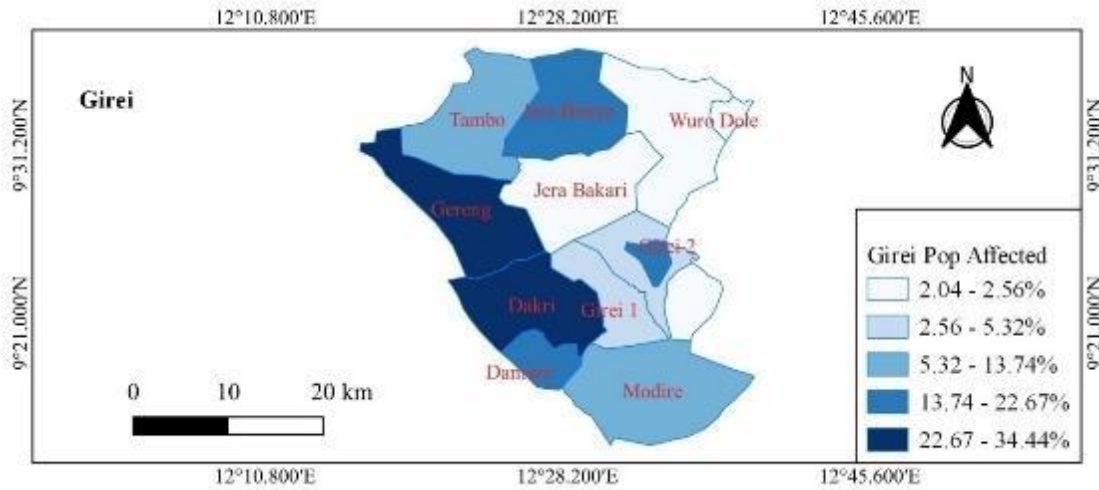 12°10.800'E 12°28.200'E 12°45.600'E
Girei
N
9°31.200'N
9°31.200'N
Tambo
Wuro Dole
Jera Bakari
Gereng
Girei 2
Dakri
Girei 1
Modire
9°21.000'N
9°21.000'N
0 10 20 km
Girei Pop Affected
2.04 - 2.56%
2.56 - 5.32%
5.32 - 13.74%
13.74 - 22.67%
22.67 - 34.44%
12°10.800'E 12°28.200'E 12°45.600'E